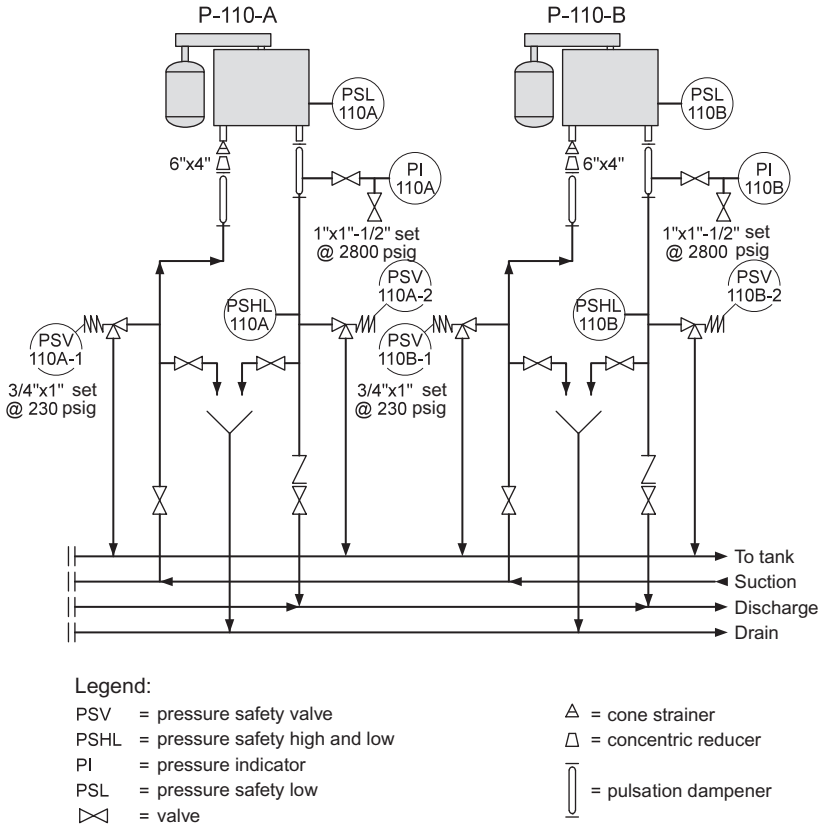 P-110-A
P-110-B
PSL
110A
PSL
110B
6"x4"
PI
110A
6"x4"
PI
110B
1"x1"-1/2" set
@ 2800 psig
1"x1"-1/2" set
@ 2800 psig
PSV
110A-2
PSV
110B-2
PSHL
110A
PSHL
110B
PSV
110A-1
PSV
110B-1
3/4"x1" set
@ 230 psig
3/4"x1" set
@ 230 psig
To tank
Suction
Discharge
Drain
Legend:
PSV = pressure safety valve
PSHL = pressure safety high and low
PI = pressure indicator
PSL = pressure safety low
= valve
= cone strainer
= concentric reducer
= pulsation dampener